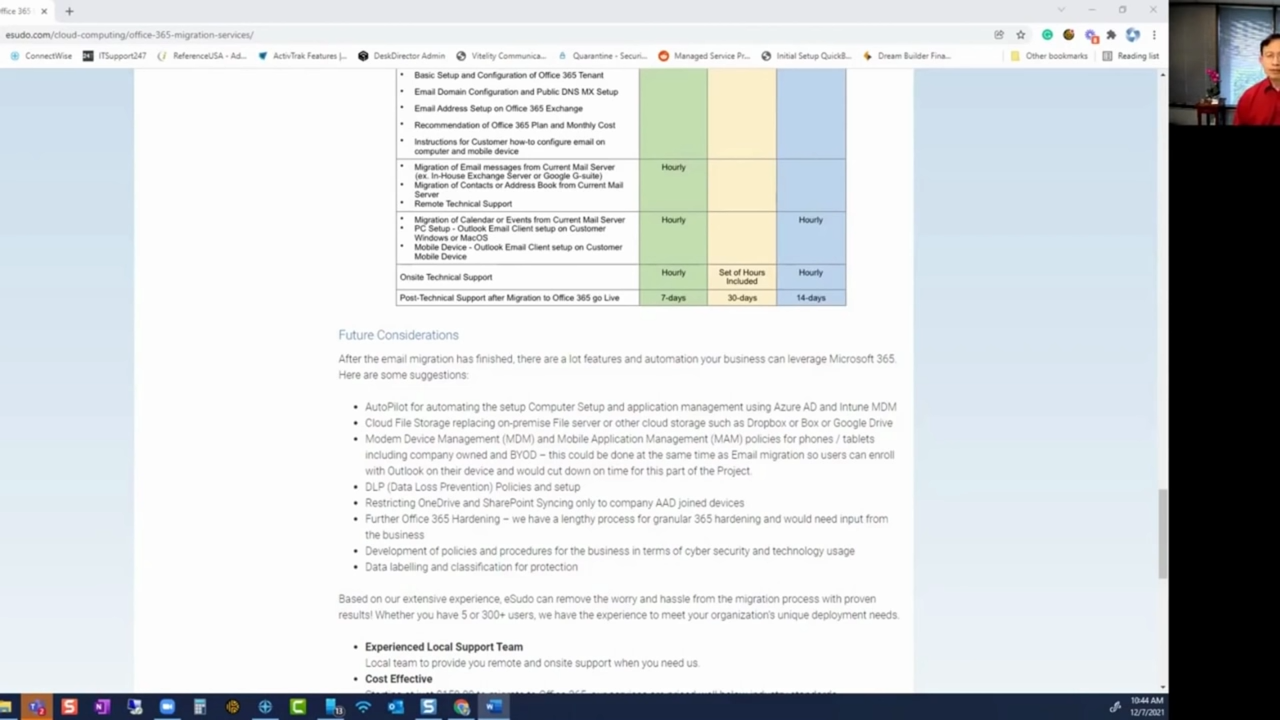 ffice 365
esudo.com/cloud-computing/office-365-migration-services/
ConnectWise ITSupport247 ReferenceUSA - Ad... ActivTrak Features |... DeskDirector Admin Vitelity Communica... Quarantine - Securi... Managed Service Pr... Initial Setup QuickB... Dream Builder Fina... Other bookmarks Reading list
• Basic Setup and Configuration of Office 365 Tenant
• Email Domain Configuration and Public DNS MX Setup
• Email Address Setup on Office 365 Exchange
• Recommendation of Office 365 Plan and Monthly Cost
• Instructions for Customer how-to configure email on
computer and mobile device
• Migration of Email messages from Current Mail Server Hourly
(ex. In-House Exchange Server or Google G-suite)
• Migration of Contacts or Address Book from Current Mail
Server
• Remote Technical Support
• Migration of Calendar or Events from Current Mail Server Hourly Hourly
• PC Setup - Outlook Email Client setup on Customer
Windows or MacOS
• Mobile Device - Outlook Email Client setup on Customer
Mobile Device
Onsite Technical Support Hourly Set of Hours Included Hourly
Post-Technical Support after Migration to Office 365 go Live 7-days 30-days 14-days
Future Considerations
After the email migration has finished, there are a lot features and automation your business can leverage Microsoft 365.
Here are some suggestions:
• AutoPilot for automating the setup Computer Setup and application management using Azure AD and Intune MDM
• Cloud File Storage replacing on-premise File server or other cloud storage such as Dropbox or Box or Google Drive
• Modem Device Management (MDM) and Mobile Application Management (MAM) policies for phones / tablets
including company owned and BYOD – this could be done at the same time as Email migration so users can enroll
with Outlook on their device and would cut down on time for this part of the Project.
• DLP (Data Loss Prevention) Policies and setup
• Restricting OneDrive and SharePoint Syncing only to company AAD joined devices
• Further Office 365 Hardening – we have a lengthy process for granular 365 hardening and would need input from
the business
• Development of policies and procedures for the business in terms of cyber security and technology usage
• Data labelling and classification for protection
Based on our extensive experience, eSudo can remove the worry and hassle from the migration process with proven
results! Whether you have 5 or 300+ users, we have the experience to meet your organization's unique deployment needs.
• Experienced Local Support Team
Local team to provide you remote and onsite support when you need us.
• Cost Effective
10:44 AM
12/7/2021